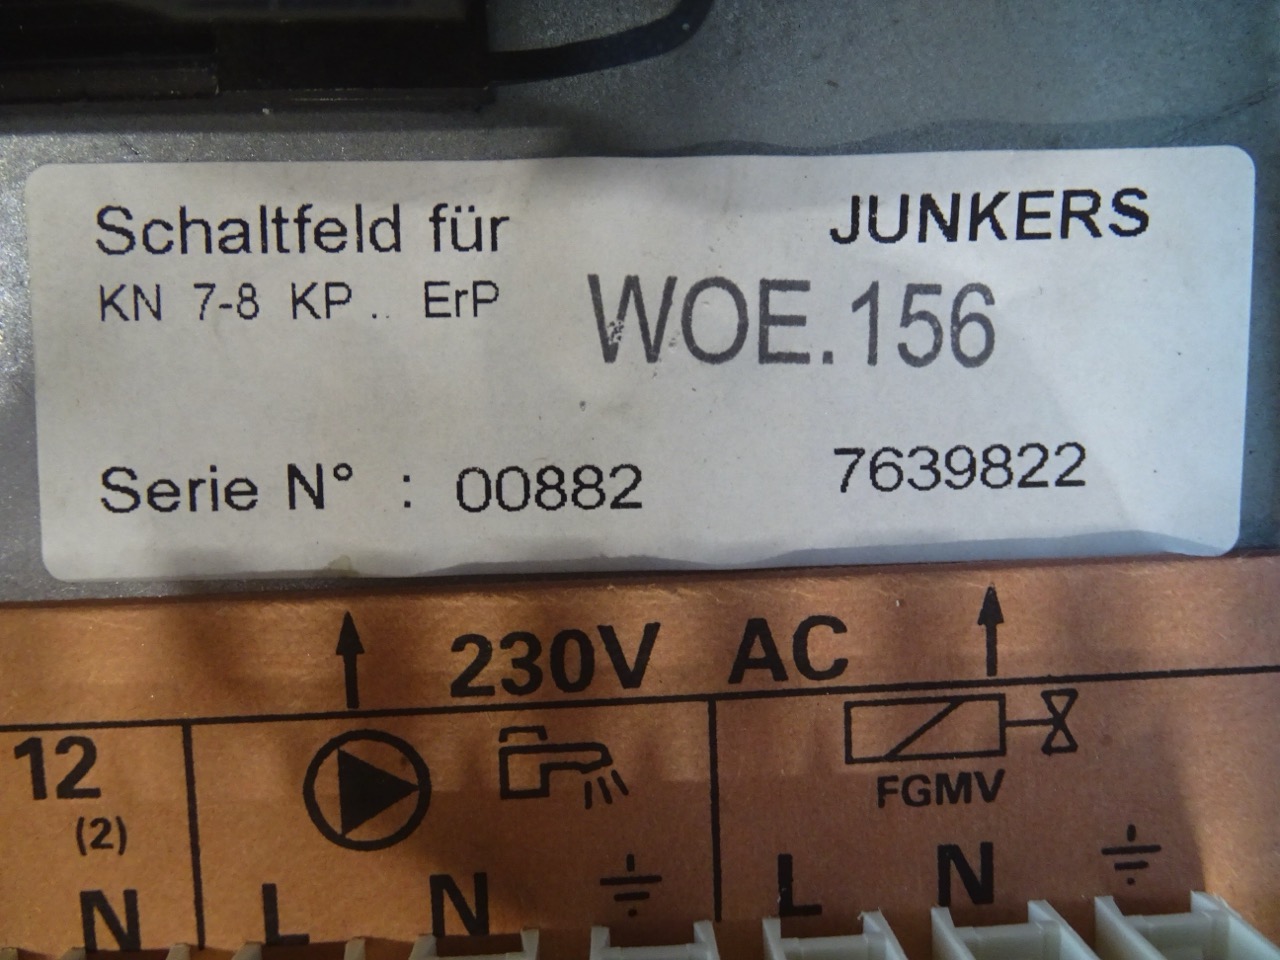 Schaltfeld für JUNKERS
KN 7-8 KP .. ErP WOE.156
Serie N° : 00882 7639822
230V AC
12
(2)
FGMV
N L N L N